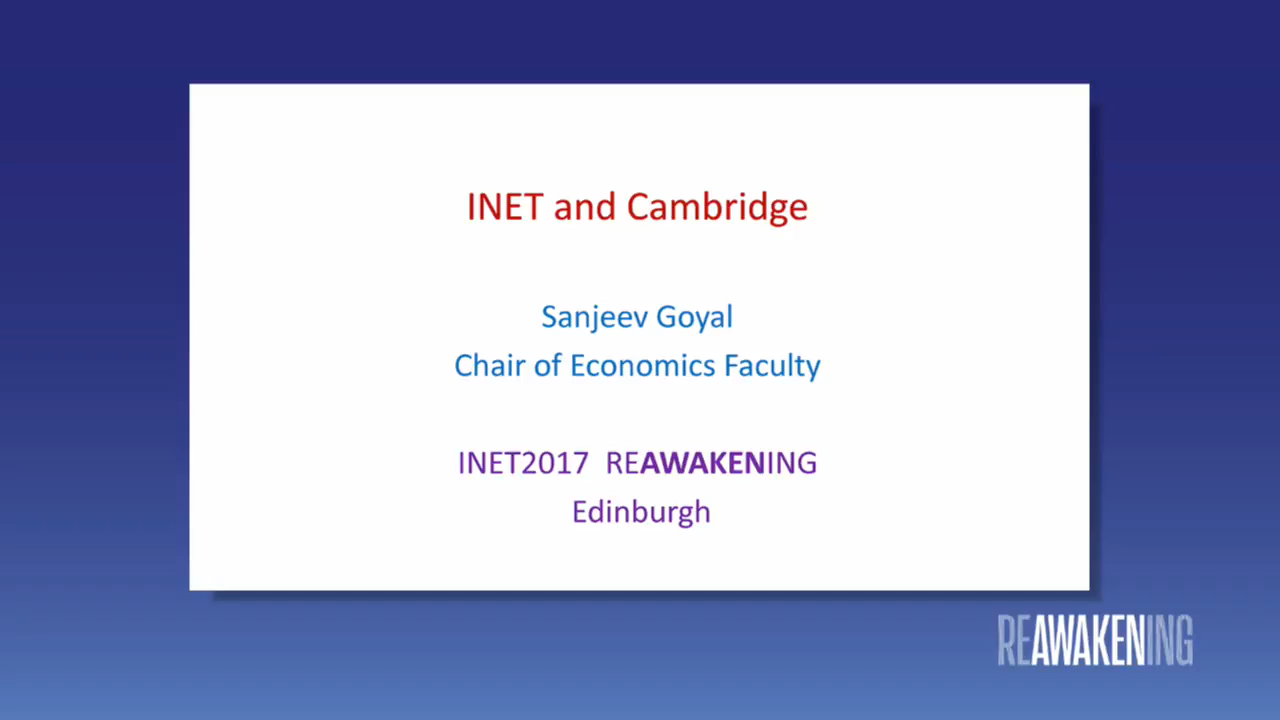 INET and Cambridge
Sanjeev Goyal
Chair of Economics Faculty
INET2017 REAWAKENING
Edinburgh
REAWAKENING